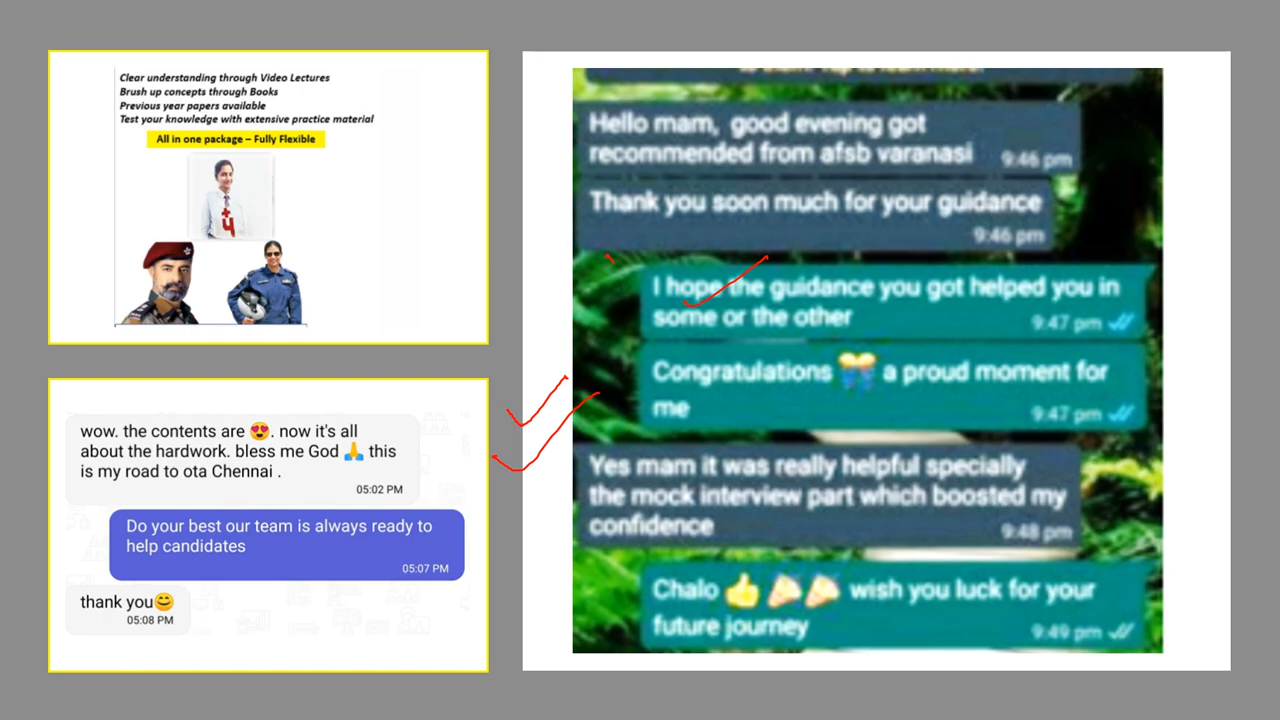 Clear understanding through Video Lectures
Brush up concepts through Books
Previous year papers available
Test your knowledge with extensive practice material
All in one package – Fully Flexible
wow. the contents are 😍. now it's all
about the hardwork. bless me God 🙏 this
is my road to ota Chennai .
05:02 PM
Do your best our team is always ready to
help candidates
05:07 PM
thank you😊
05:08 PM
Hello mam, good evening got
recommended from afsb varanasi
9:46 pm
Thank you soon much for your guidance
9:46 pm
I hope the guidance you got helped you in
some or the other
9:47 pm
Congratulations 🎊 a proud moment for
me
9:47 pm
Yes mam it was really helpful specially
the mock interview part which boosted my
confidence
9:48 pm
Chalo 👍🎉🎉 wish you luck for your
future journey
9:49 pm